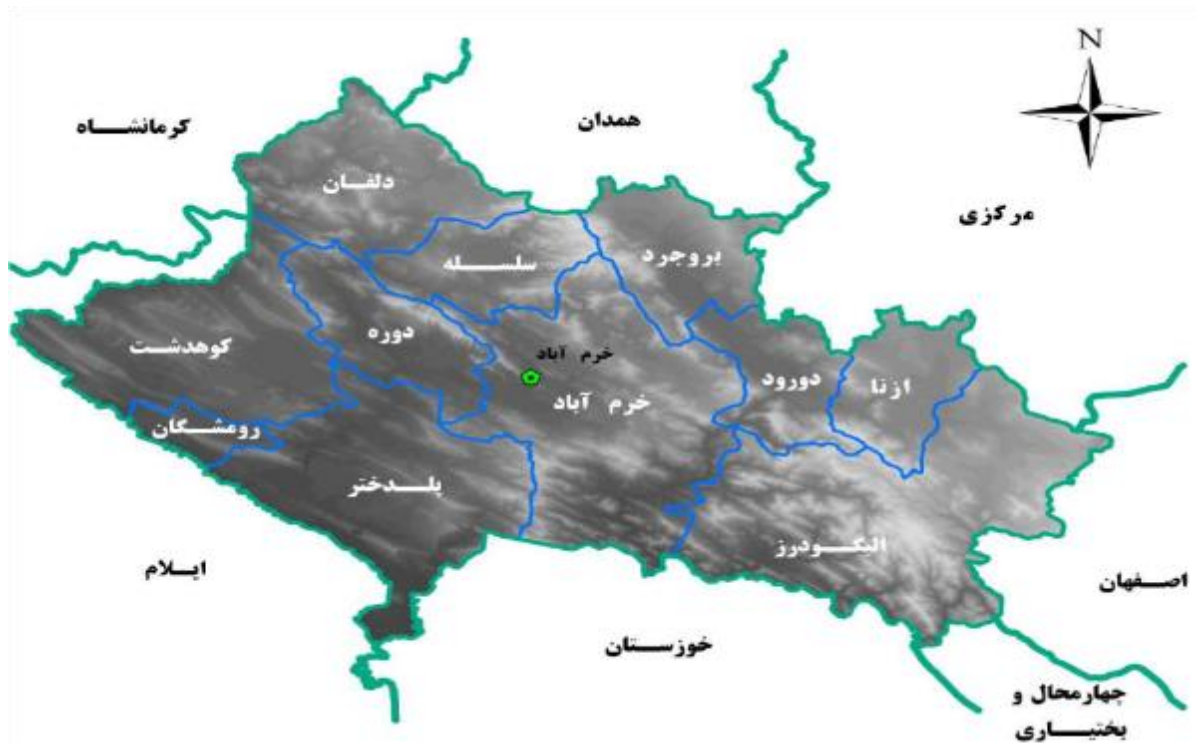 N
همدان
کرمانشاه
دلفان
مرکزی
بروجرد
سلسله
دوره
کوهدشت
خرم آباد
دورود
ازنا
خرم آباد
رومشگان
پلدختر
الیگودرز
ایلام
اصفهان
خوزستان
چهارمحال و
بختیاری